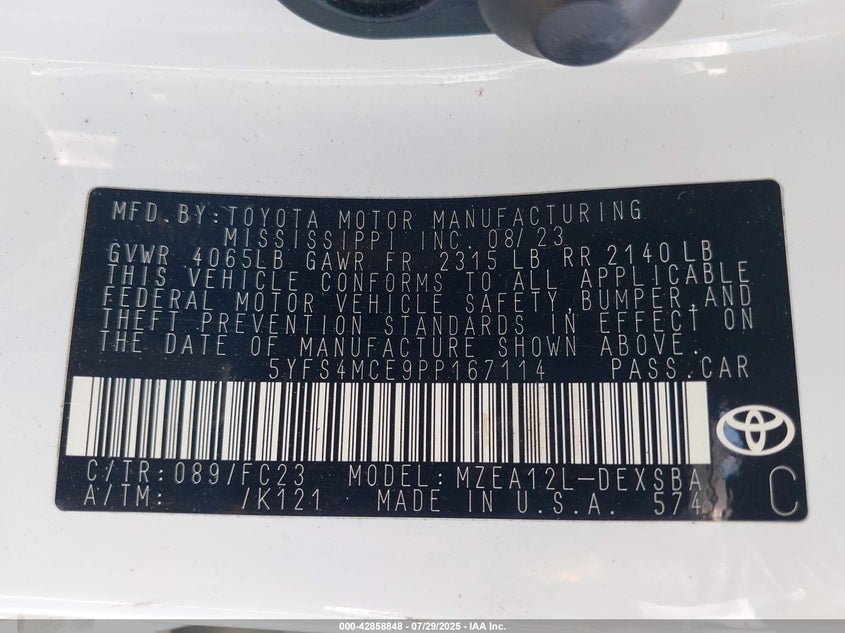 MFD. BY: TOYOTA MOTOR MANUFACTURING
MISSISSIPPI INC. 08/23
GVWR 4065LB GAWR FR 2315 LB RR 2140 LB
THIS VEHICLE CONFORMS TO ALL APPLICABLE
FEDERAL MOTOR VEHICLE SAFETY, BUMPER, AND
THEFT PREVENTION STANDARDS IN EFFECT ON
THE DATE OF MANUFACTURE SHOWN ABOVE.
5YFS4MCE9PP167114 PASS. CAR
C/TR: 089/FC23 MODEL: MZEA12L-DEXSBA
A/TM: /K121 MADE IN U.S.A. 574 C
000-42858848 - 07/29/2025 - IAA Inc.